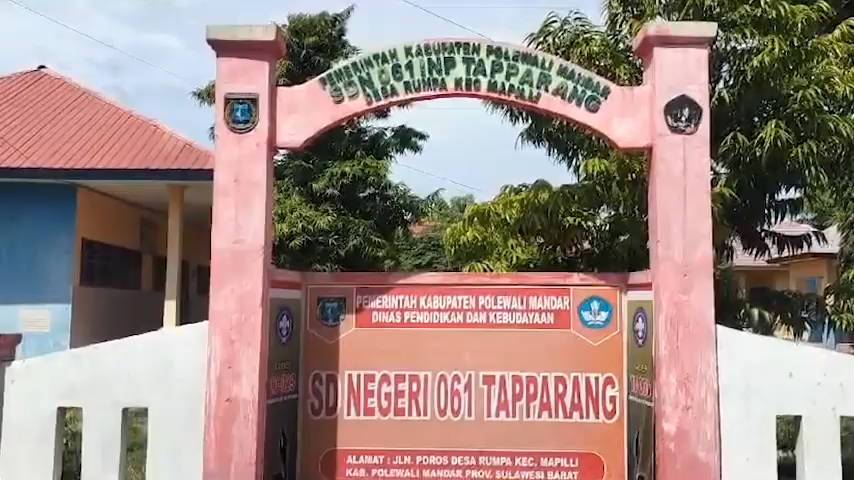 PEMERINTAH KABUPATEN POLEWALI MANDAR
SDN 061 INP TAPPARANG
DESA RUMPA KEC MAPILLI
PEMERINTAH KABUPATEN POLEWALI MANDAR
DINAS PENDIDIKAN DAN KEBUDAYAAN
SD NEGERI 061 TAPPARANG
ALAMAT : JLN. POROS DESA RUMPA KEC. MAPILLI
KAB. POLEWALI MANDAR PROV. SULAWESI BARAT